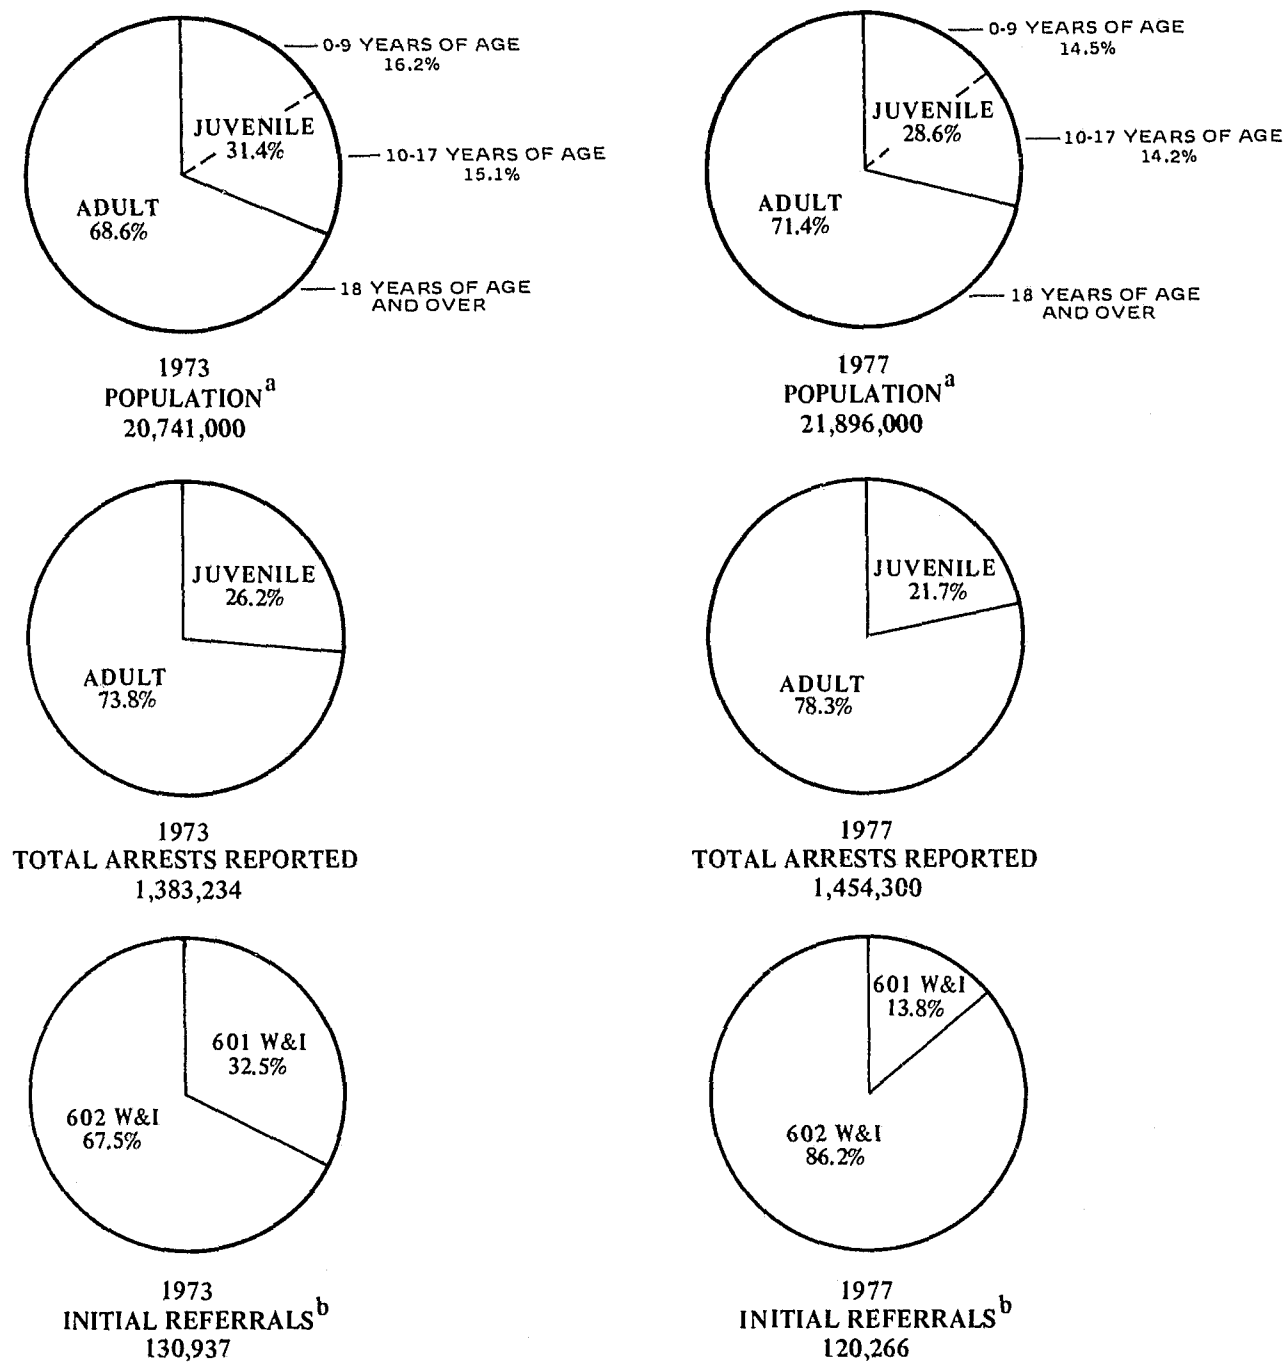 0-9 YEARS OF AGE
16.2%
JUVENILE
31.4%
10-17 YEARS OF AGE
15.1%
ADULT
68.6%
18 YEARS OF AGE
AND OVER
1973
POPULATION a
20,741,000
0-9 YEARS OF AGE
14.5%
JUVENILE
28.6%
10-17 YEARS OF AGE
14.2%
ADULT
71.4%
18 YEARS OF AGE
AND OVER
1977
POPULATION a
21,896,000
JUVENILE
26.2%
ADULT
73.8%
1973
TOTAL ARRESTS REPORTED
1,383,234
JUVENILE
21.7%
ADULT
78.3%
1977
TOTAL ARRESTS REPORTED
1,454,300
601 W&I
32.5%
602 W&I
67.5%
1973
INITIAL REFERRALS b
130,937
601 W&I
13.8%
602 W&I
86.2%
1977
INITIAL REFERRALS b
120,266